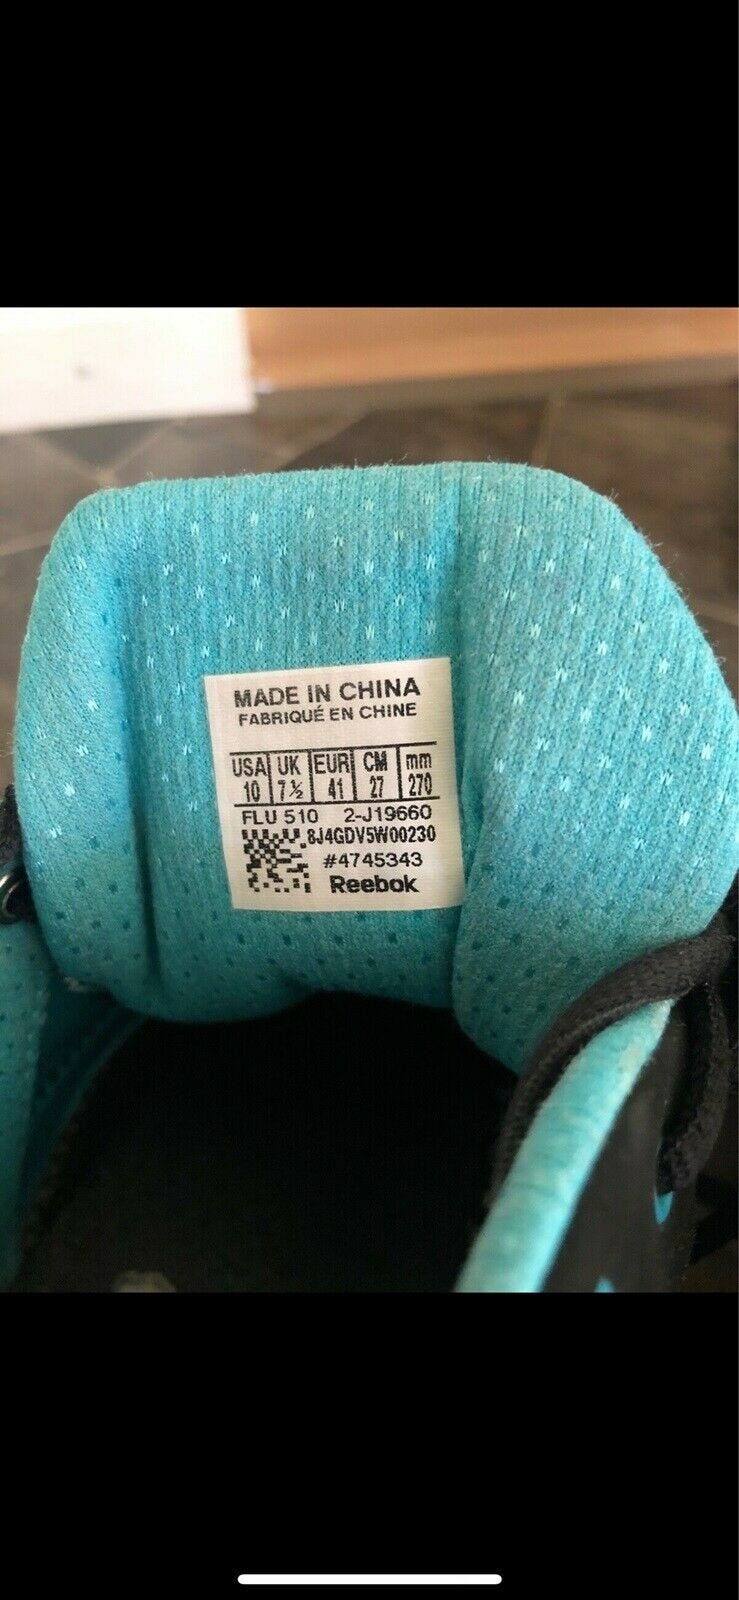 MADE IN CHINA
FABRIQUÉ EN CHINE
USA UK EUR CM mm
10 7½ 41 27 270
FLU 510 2-J19660
8J4GDV5W00230
#4745343
Reebok